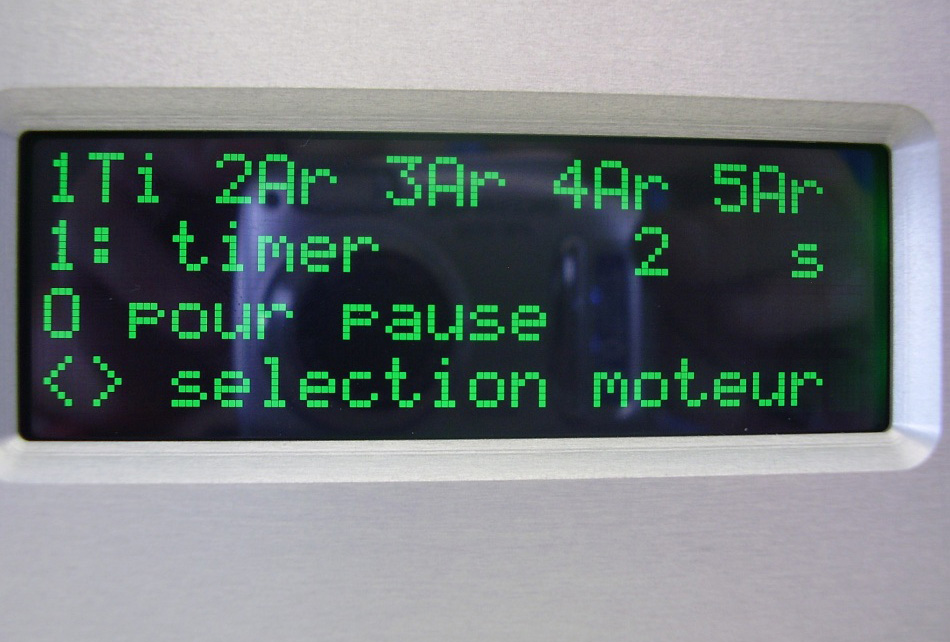 1Ti 2Ar 3Ar 4Ar 5Ar
1: timer 2 s
0 pour pause
<> selection moteur